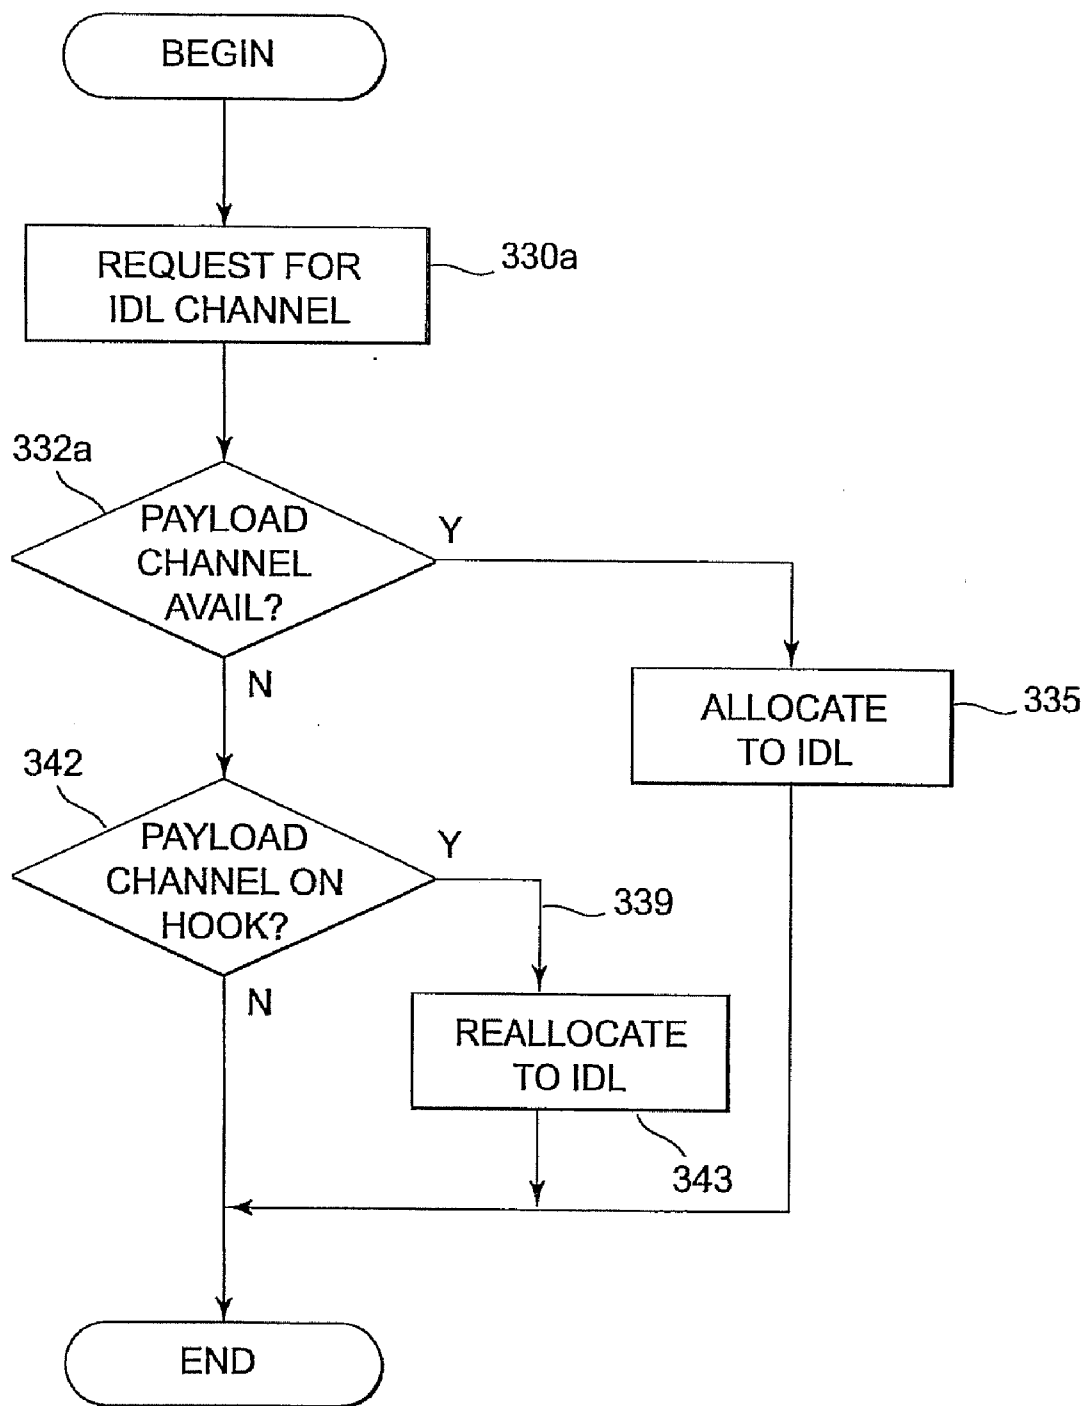 BEGIN
REQUEST FOR
IDL CHANNEL
330a
332a
PAYLOAD
CHANNEL
AVAIL?
Y
N
ALLOCATE
TO IDL
335
342
PAYLOAD
CHANNEL ON
HOOK?
Y
339
N
REALLOCATE
TO IDL
343
END